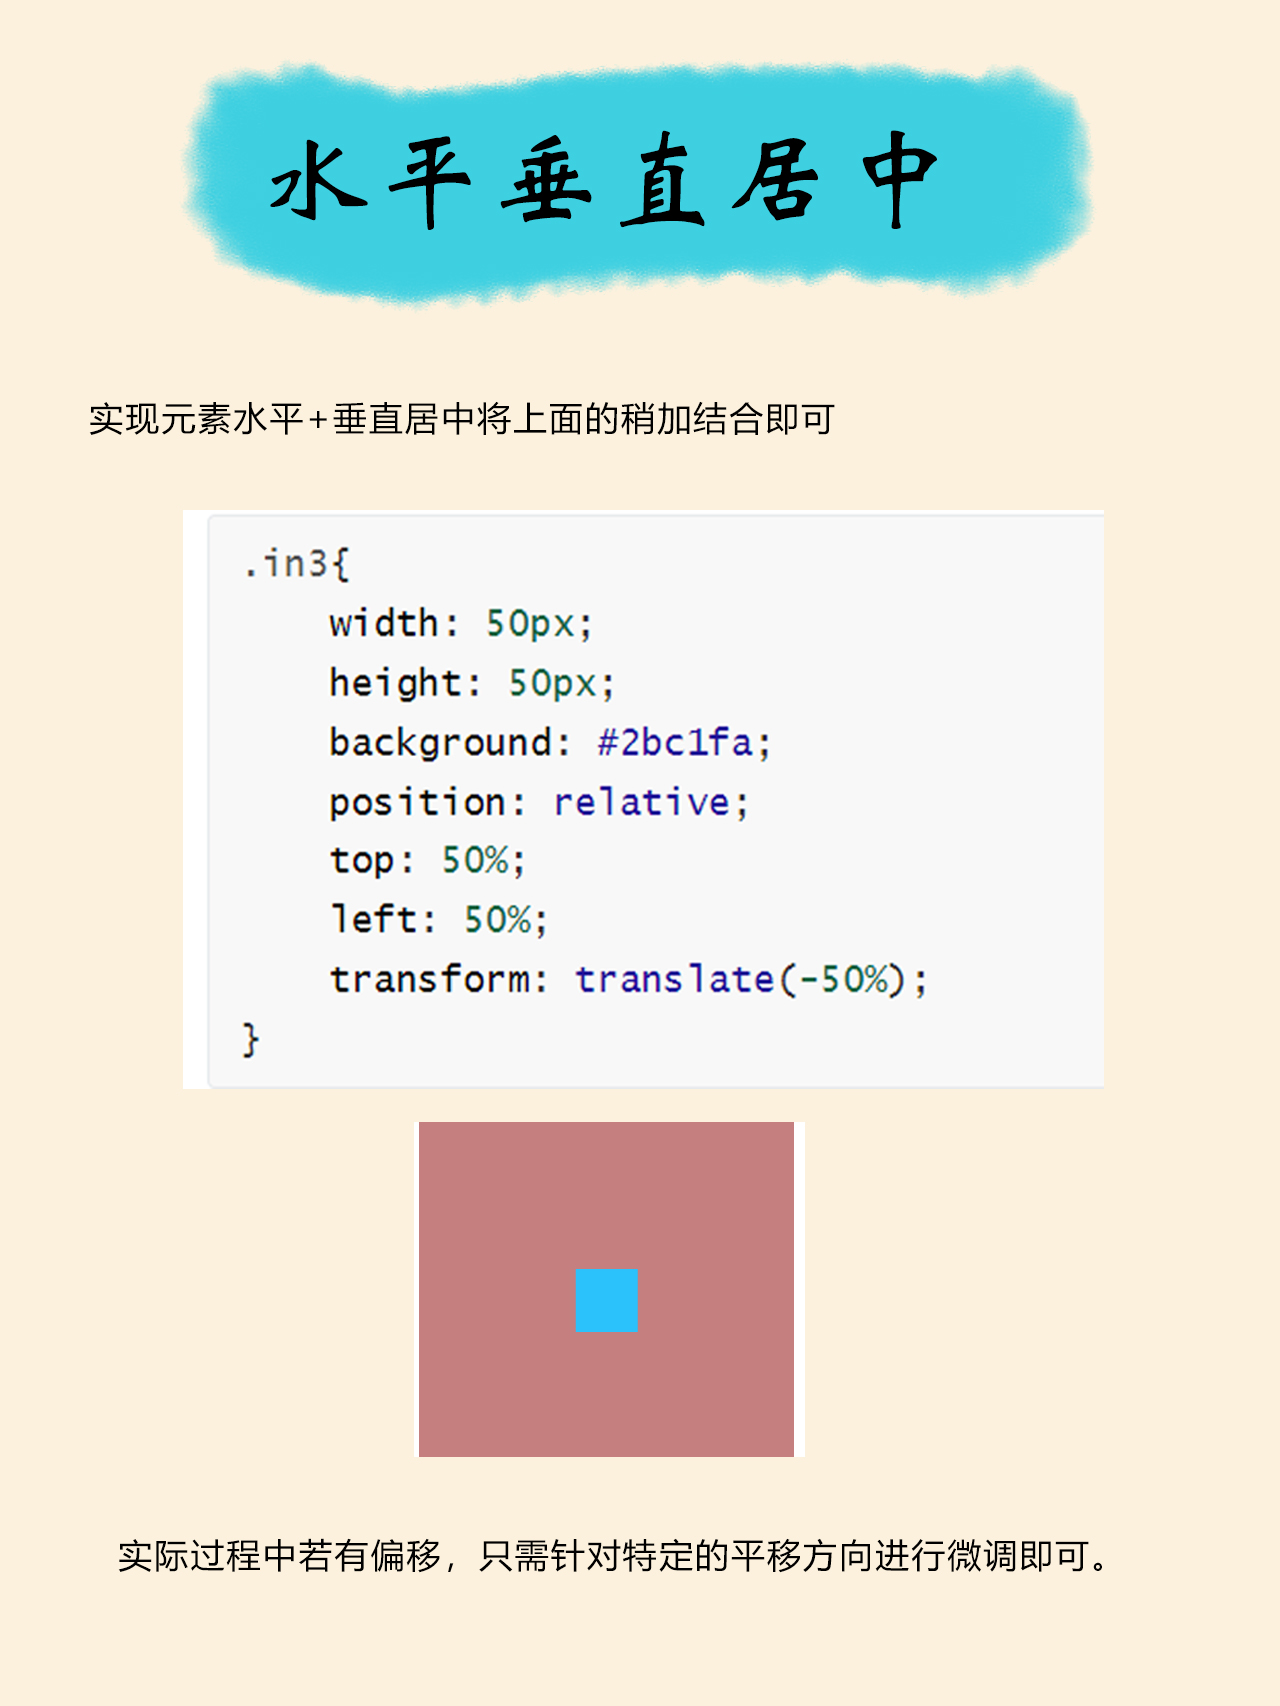 水平垂直居中
实现元素水平+垂直居中将上面的稍加结合即可
.in3{
    width: 50px;
    height: 50px;
    background: #2bc1fa;
    position: relative;
    top: 50%;
    left: 50%;
    transform: translate(-50%);
}
实际过程中若有偏移，只需针对特定的平移方向进行微调即可。